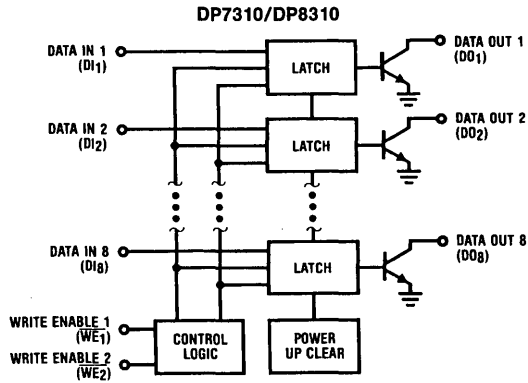 DP7310/DP8310
DATA IN 1
(DI1)
LATCH
DATA OUT 1
(DO1)
DATA IN 2
(DI2)
LATCH
DATA OUT 2
(DO2)
DATA IN 8
(DI8)
LATCH
DATA OUT 8
(DO8)
WRITE ENABLE 1
(WE1)
WRITE ENABLE 2
(WE2)
CONTROL
LOGIC
POWER
UP CLEAR